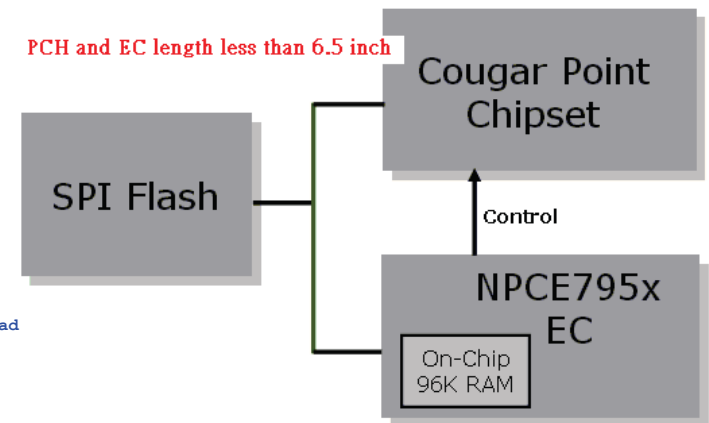 PCH and EC length less than 6.5 inch
Cougar Point
Chipset
SPI Flash
Control
NPCE795x
EC
ad
On-Chip
96K RAM